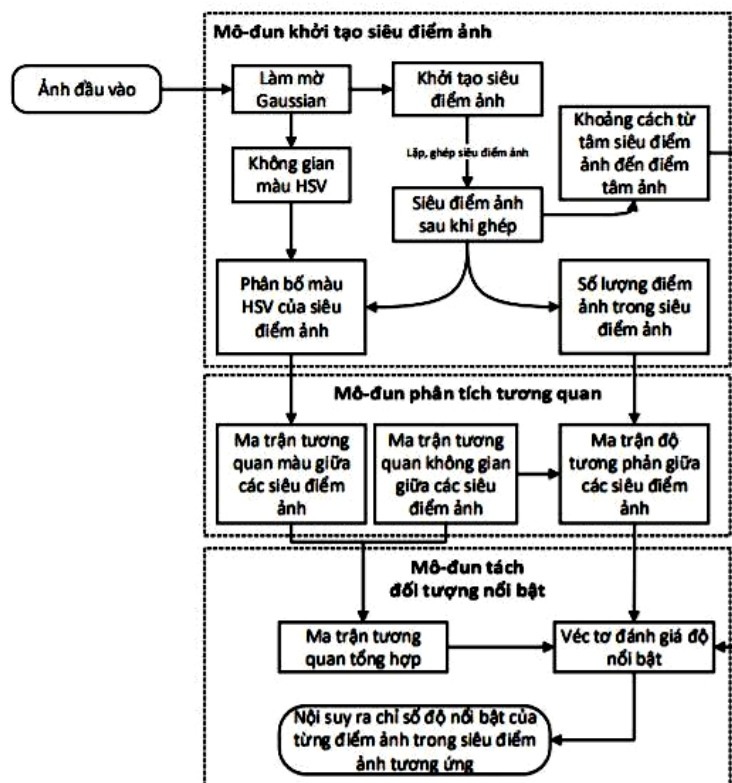 Mô-đun khởi tạo siêu điểm ảnh
Ảnh đầu vào
Làm mờ
Gaussian
Khởi tạo siêu
điểm ảnh
Khoảng cách từ
tâm siêu điểm
ảnh đến điểm
tâm ảnh
Lặp, ghép siêu điểm ảnh
Không gian
màu HSV
Siêu điểm ảnh
sau khi ghép
Phân bố màu
HSV của siêu
điểm ảnh
Số lượng điểm
ảnh trong siêu
điểm ảnh
Mô-đun phân tích tương quan
Ma trận tương
quan màu giữa
các siêu điểm
ảnh
Ma trận tương
quan không gian
giữa các siêu
điểm ảnh
Ma trận độ
tương phản giữa
các siêu điểm
ảnh
Mô-đun tách
đối tượng nổi bật
Ma trận tương
quan tổng hợp
Véc tơ đánh giá độ
nổi bật
Nội suy ra chỉ số độ nổi bật của
từng điểm ảnh trong siêu điểm
ảnh tương ứng